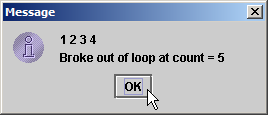 Message
1 2 3 4
Broke out of loop at count = 5
OK